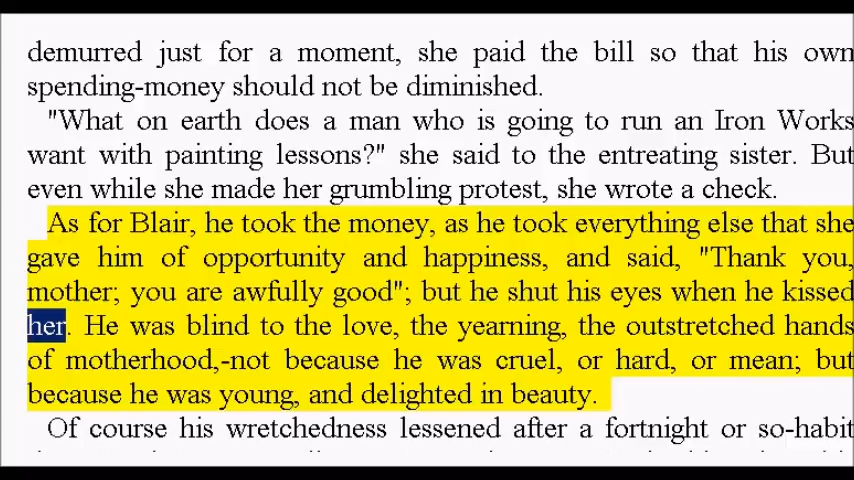 demurred just for a moment, she paid the bill so that his own
spending-money should not be diminished.
"What on earth does a man who is going to run an Iron Works
want with painting lessons?" she said to the entreating sister. But
even while she made her grumbling protest, she wrote a check.
As for Blair, he took the money, as he took everything else that she
gave him of opportunity and happiness, and said, "Thank you,
mother; you are awfully good"; but he shut his eyes when he kissed
her. He was blind to the love, the yearning, the outstretched hands
of motherhood,-not because he was cruel, or hard, or mean; but
because he was young, and delighted in beauty.
Of course his wretchedness lessened after a fortnight or so-habit